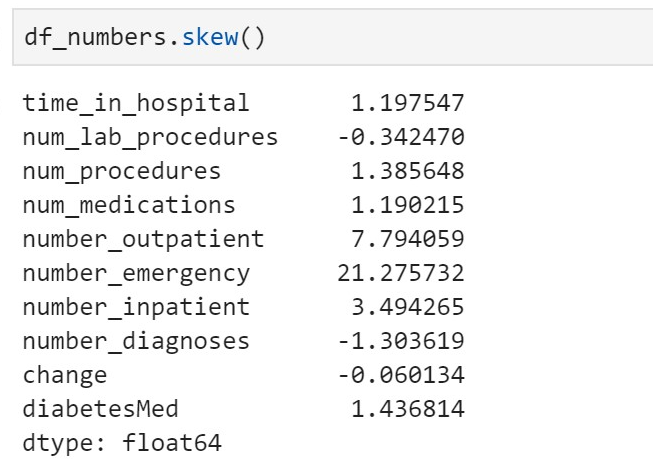 df_numbers.skew()
time_in_hospital 1.197547
num_lab_procedures -0.342470
num_procedures 1.385648
num_medications 1.190215
number_outpatient 7.794059
number_emergency 21.275732
number_inpatient 3.494265
number_diagnoses -1.303619
change -0.060134
diabetesMed 1.436814
dtype: float64